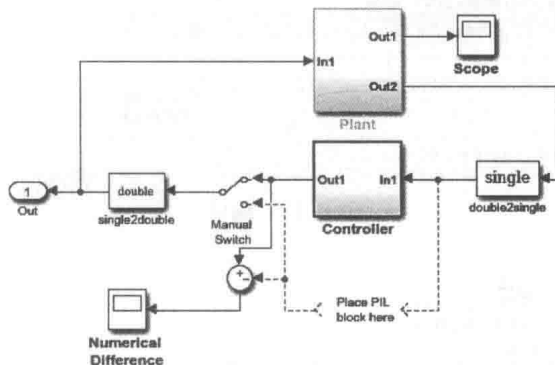 Out1
In1
Scope
Out2
Plant
1
Out
double
single2double
Manual
Switch
Out1
In1
Controller
single
double2single
+
−
Place PIL
block here
Numerical
Difference